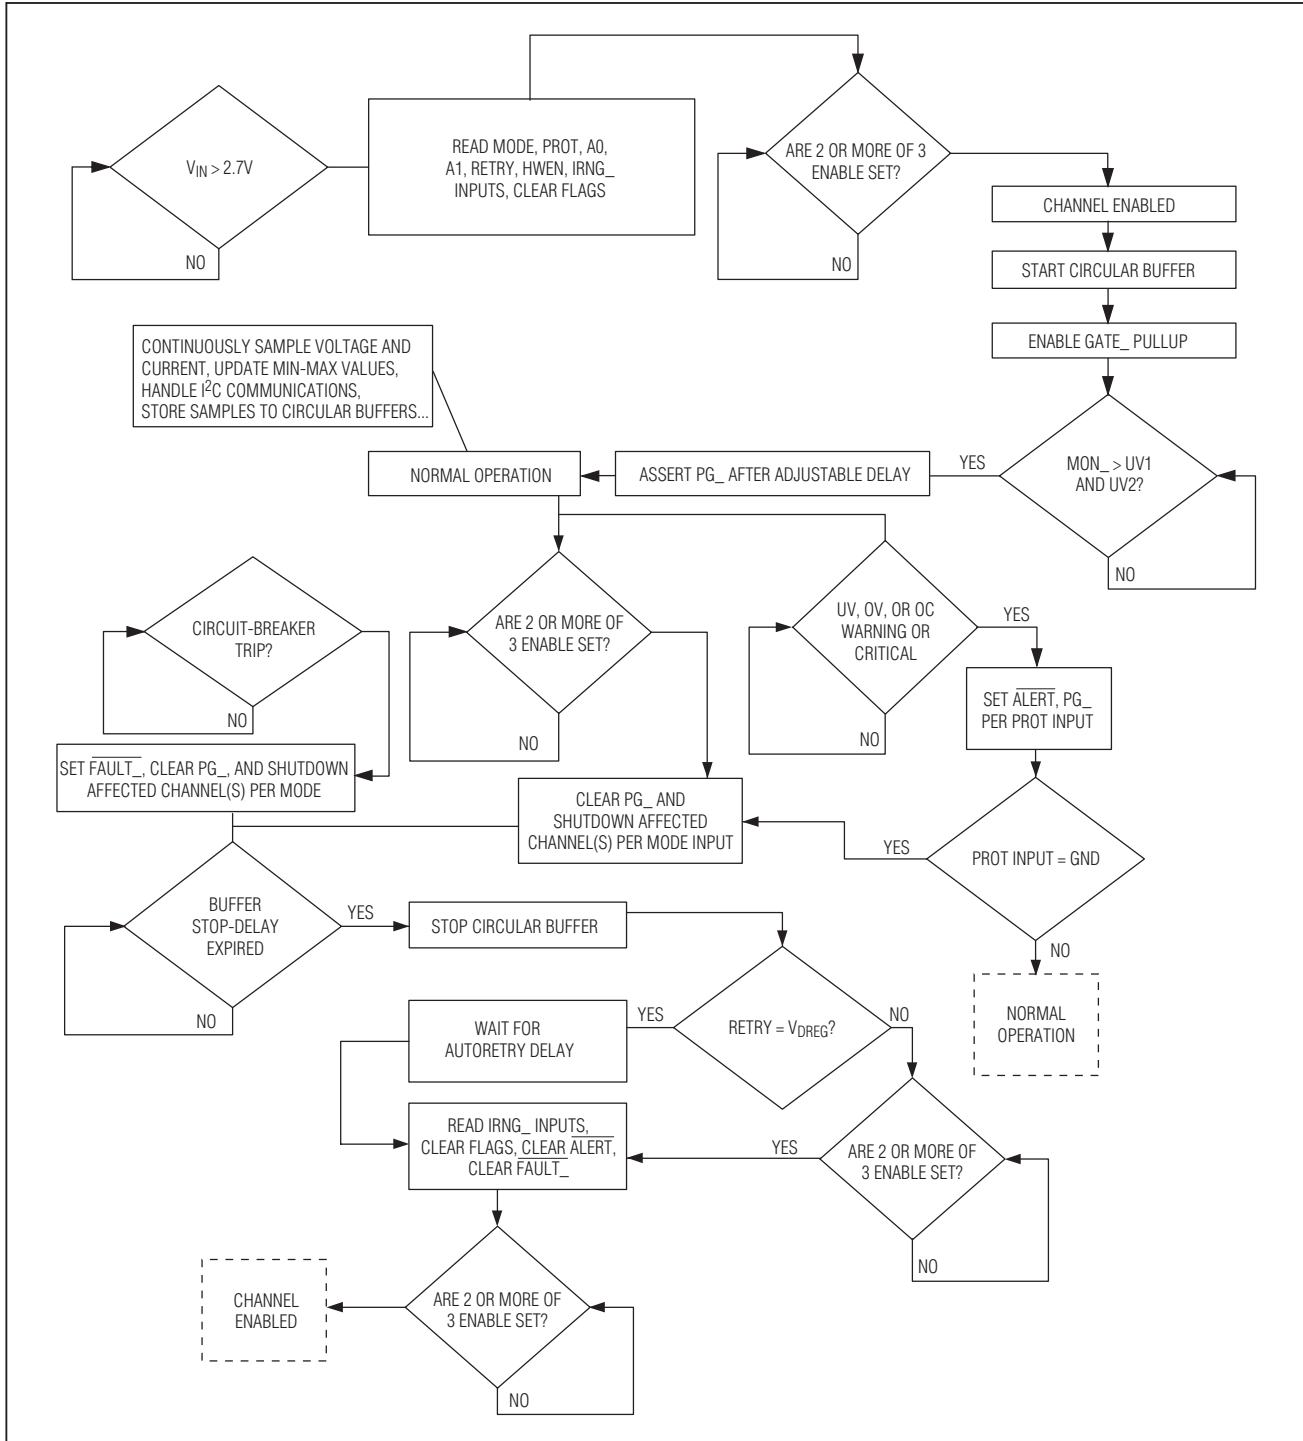 V_IN > 2.7V
NO
READ MODE, PROT, A0,
A1, RETRY, HWEN, IRNG_
INPUTS, CLEAR FLAGS
ARE 2 OR MORE OF 3
ENABLE SET?
NO
CHANNEL ENABLED
START CIRCULAR BUFFER
ENABLE GATE_ PULLUP
MON_ > UV1
AND UV2?
YES
NO
ASSERT PG_ AFTER ADJUSTABLE DELAY
NORMAL OPERATION
CONTINUOUSLY SAMPLE VOLTAGE AND
CURRENT, UPDATE MIN-MAX VALUES,
HANDLE I²C COMMUNICATIONS,
STORE SAMPLES TO CIRCULAR BUFFERS...
CIRCUIT-BREAKER
TRIP?
NO
ARE 2 OR MORE OF
3 ENABLE SET?
NO
UV, OV, OR OC
WARNING OR
CRITICAL
YES
NO
SET ALERT, PG_
PER PROT INPUT
SET FAULT_, CLEAR PG_, AND SHUTDOWN
AFFECTED CHANNEL(S) PER MODE
CLEAR PG_ AND
SHUTDOWN AFFECTED
CHANNEL(S) PER MODE INPUT
YES
PROT INPUT = GND
NO
NORMAL
OPERATION
BUFFER
STOP-DELAY
EXPIRED
YES
NO
STOP CIRCULAR BUFFER
RETRY = V_DREG?
YES
NO
WAIT FOR
AUTORETRY DELAY
READ IRNG_ INPUTS,
CLEAR FLAGS, CLEAR ALERT,
CLEAR FAULT_
YES
ARE 2 OR MORE OF
3 ENABLE SET?
NO
CHANNEL
ENABLED
ARE 2 OR MORE OF
3 ENABLE SET?
NO